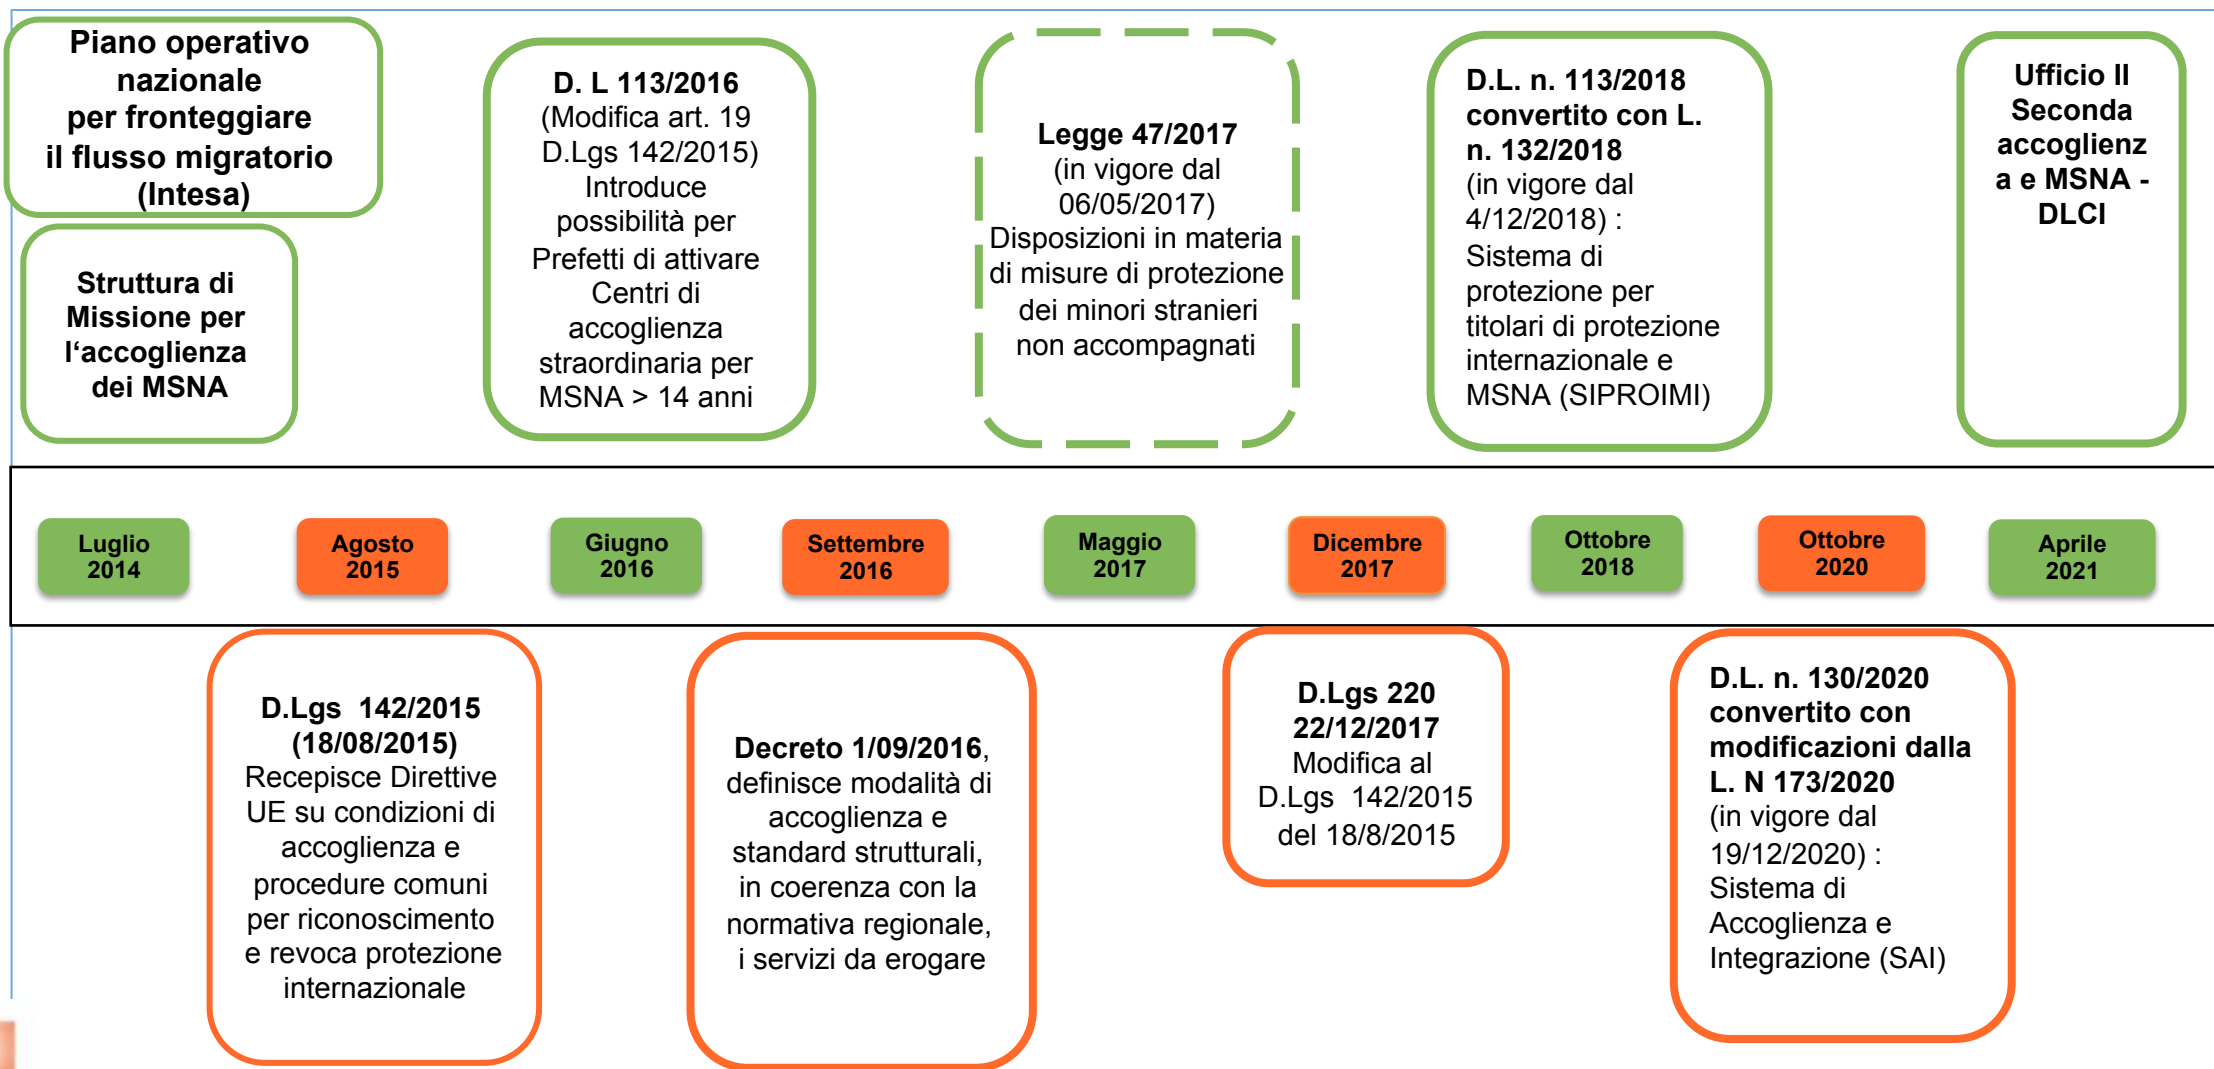 Piano operativo
nazionale
per fronteggiare
il flusso migratorio
(Intesa)
Struttura di
Missione per
l‘accoglienza
dei MSNA
D. L 113/2016
(Modifica art. 19
D.Lgs 142/2015)
Introduce
possibilità per
Prefetti di attivare
Centri di
accoglienza
straordinaria per
MSNA > 14 anni
Legge 47/2017
(in vigore dal
06/05/2017)
Disposizioni in materia
di misure di protezione
dei minori stranieri
non accompagnati
D.L. n. 113/2018
convertito con L.
n. 132/2018
(in vigore dal
4/12/2018) :
Sistema di
protezione per
titolari di protezione
internazionale e
MSNA (SIPROIMI)
Ufficio II
Seconda
accoglienz
a e MSNA -
DLCI
Luglio
2014
Agosto
2015
Giugno
2016
Settembre
2016
Maggio
2017
Dicembre
2017
Ottobre
2018
Ottobre
2020
Aprile
2021
D.Lgs 142/2015
(18/08/2015)
Recepisce Direttive
UE su condizioni di
accoglienza e
procedure comuni
per riconoscimento
e revoca protezione
internazionale
Decreto 1/09/2016,
definisce modalità di
accoglienza e
standard strutturali,
in coerenza con la
normativa regionale,
i servizi da erogare
D.Lgs 220
22/12/2017
Modifica al
D.Lgs 142/2015
del 18/8/2015
D.L. n. 130/2020
convertito con
modificazioni dalla
L. N 173/2020
(in vigore dal
19/12/2020) :
Sistema di
Accoglienza e
Integrazione (SAI)